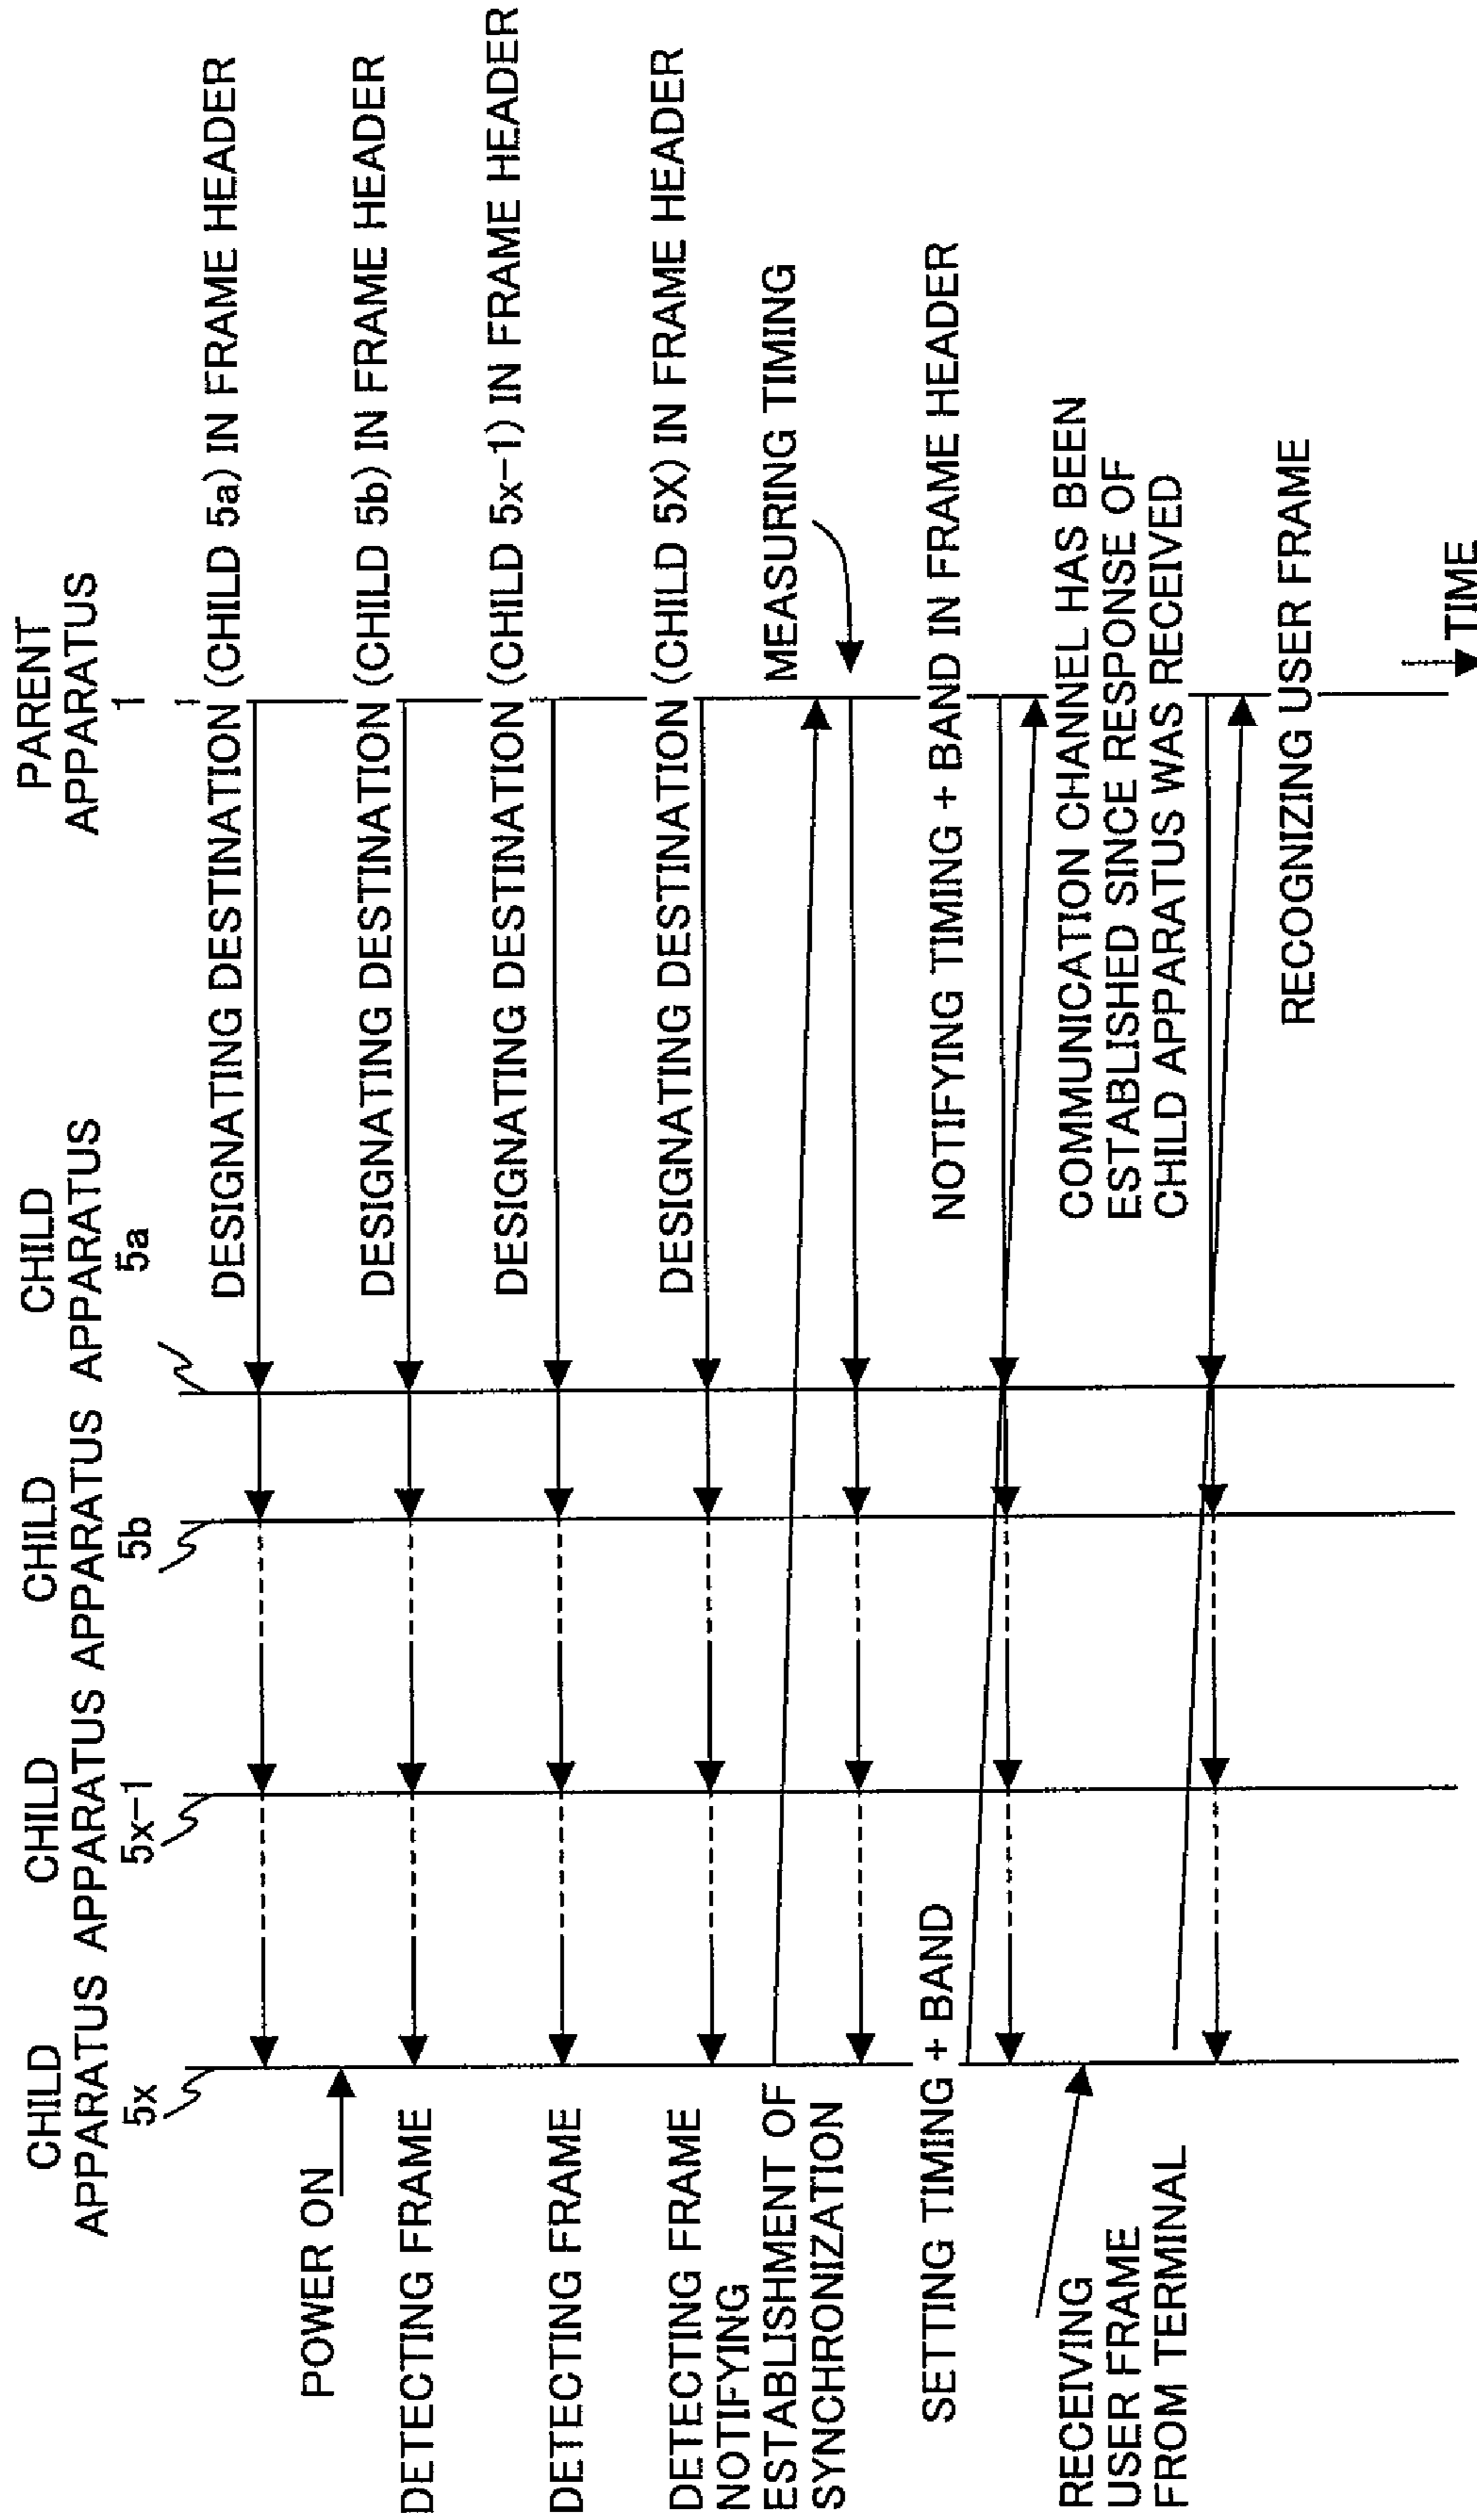 PARENT
APPARATUS
1
CHILD
APPARATUS
5a
CHILD
APPARATUS
5b
CHILD
APPARATUS
5x-1
CHILD
APPARATUS
5x
DESIGNATING DESTINATION (CHILD 5a) IN FRAME HEADER
POWER ON
DESIGNATING DESTINATION (CHILD 5b) IN FRAME HEADER
DETECTING FRAME
DESIGNATING DESTINATION (CHILD 5x-1) IN FRAME HEADER
DETECTING FRAME
DESIGNATING DESTINATION (CHILD 5X) IN FRAME HEADER
DETECTING FRAME
NOTIFYING
ESTABLISHMENT OF
SYNCHRONIZATION
MEASURING TIMING
NOTIFYING TIMING + BAND IN FRAME HEADER
SETTING TIMING + BAND
COMMUNICATION CHANNEL HAS BEEN
ESTABLISHED SINCE RESPONSE OF
CHILD APPARATUS WAS RECEIVED
RECEIVING
USER FRAME
FROM TERMINAL
RECOGNIZING USER FRAME
TIME